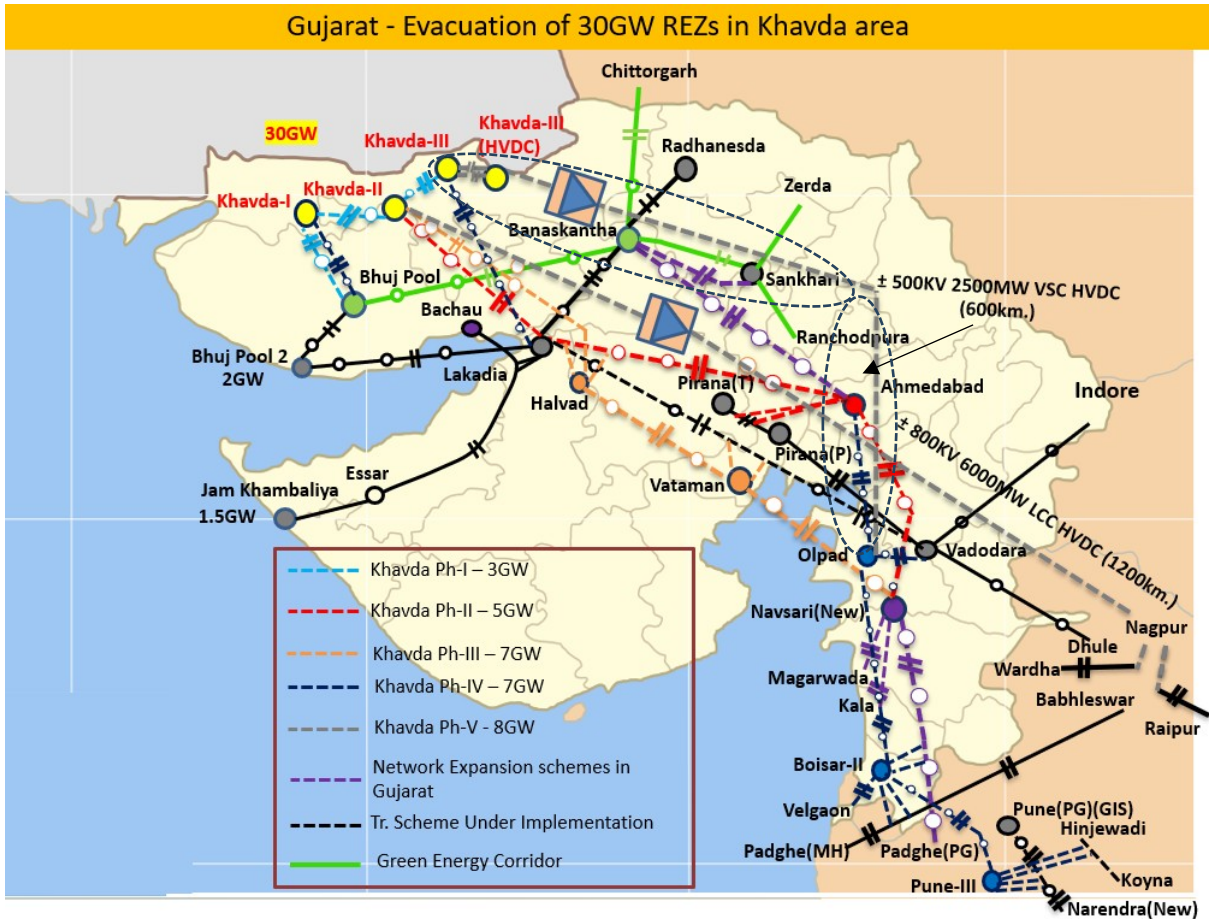 Gujarat - Evacuation of 30GW REZs in Khavda area
Chittorgarh
30GW
Khavda-III
Khavda-III
(HVDC)
Radhanesda
Khavda-I
Khavda-II
Zerda
Banaskantha
Bhuj Pool
Sankhari
± 500KV 2500MW VSC HVDC
(600km.)
Bachau
Ranchodpura
Bhuj Pool 2
2GW
Lakadia
Halvad
Pirana(T)
Ahmedabad
Indore
Pirana(P)
± 800KV 6000MW LCC HVDC (1200km.)
Essar
Vataman
Jam Khambaliya
1.5GW
Olpad
Vadodara
Khavda Ph-I – 3GW
Khavda Ph-II – 5GW
Khavda Ph-III – 7GW
Khavda Ph-IV – 7GW
Khavda Ph-V - 8GW
Network Expansion schemes in
Gujarat
Tr. Scheme Under Implementation
Green Energy Corridor
Navsari(New)
Nagpur
Dhule
Wardha
Magarwada
Babhleswar
Kala
Raipur
Boisar-II
Velgaon
Pune(PG)(GIS)
Hinjewadi
Padghe(MH)
Padghe(PG)
Pune-III
Koyna
Narendra(New)